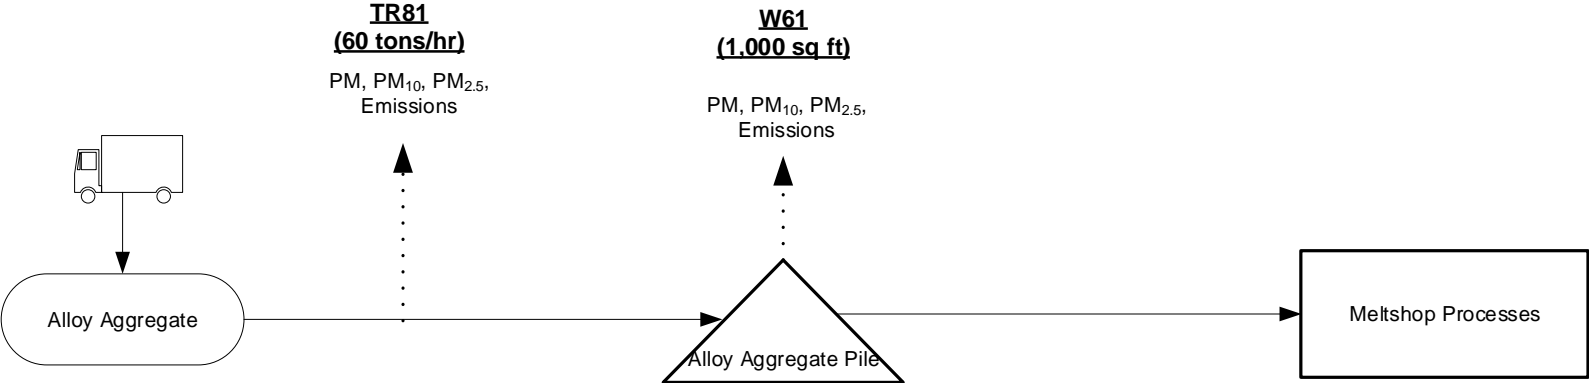 TR81
(60 tons/hr)
PM, PM10, PM2.5,
Emissions
W61
(1,000 sq ft)
PM, PM10, PM2.5,
Emissions
Alloy Aggregate
Alloy Aggregate Pile
Meltshop Processes